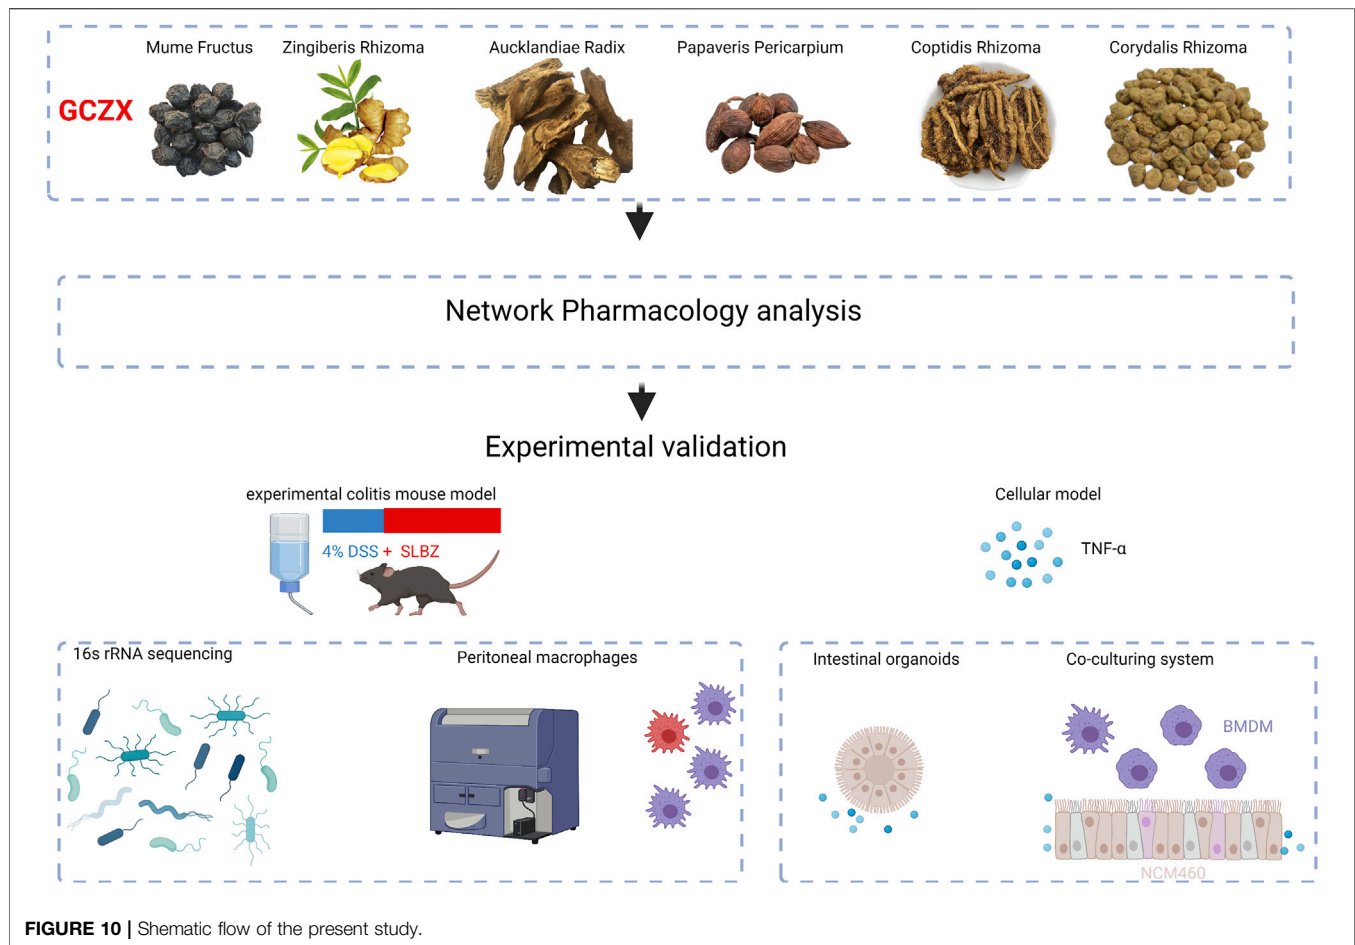 Mume Fructus Zingiberis Rhizoma Aucklandiae Radix Papaveris Pericarpium Coptidis Rhizoma Corydalis Rhizoma
GCZX
Network Pharmacology analysis
Experimental validation
experimental colitis mouse model
4% DSS + SLBZ
Cellular model
TNF-α
16s rRNA sequencing
Peritoneal macrophages
Intestinal organoids
Co-culturing system
BMDM
NCM460
FIGURE 10 | Shematic flow of the present study.